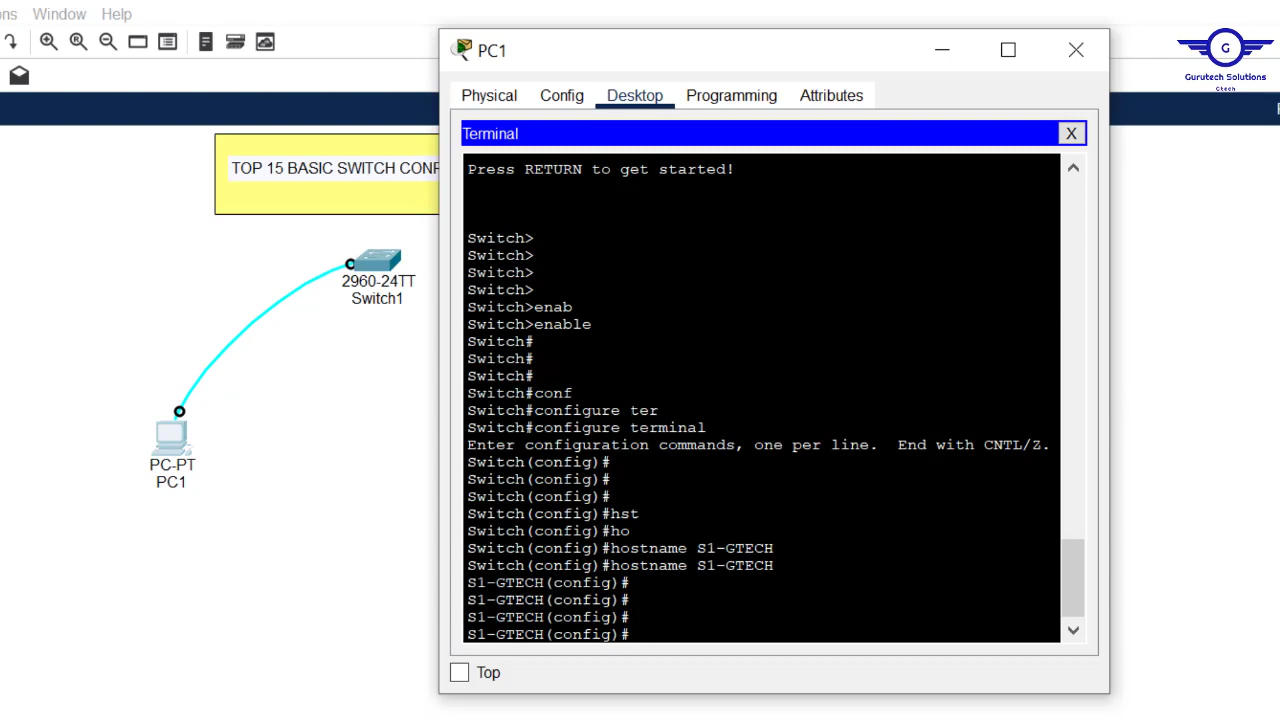 ons Window Help
G
Gurutech Solutions
Gtech
PC1
Physical Config Desktop Programming Attributes
Terminal X
TOP 15 BASIC SWITCH CONF
2960-24TT
Switch1
PC-PT
PC1
Press RETURN to get started!
Switch>
Switch>
Switch>
Switch>
Switch>enab
Switch>enable
Switch#
Switch#
Switch#
Switch#conf
Switch#configure ter
Switch#configure terminal
Enter configuration commands, one per line. End with CNTL/Z.
Switch(config)#
Switch(config)#
Switch(config)#
Switch(config)#hst
Switch(config)#ho
Switch(config)#hostname S1-GTECH
Switch(config)#hostname S1-GTECH
S1-GTECH(config)#
S1-GTECH(config)#
S1-GTECH(config)#
S1-GTECH(config)#
Top